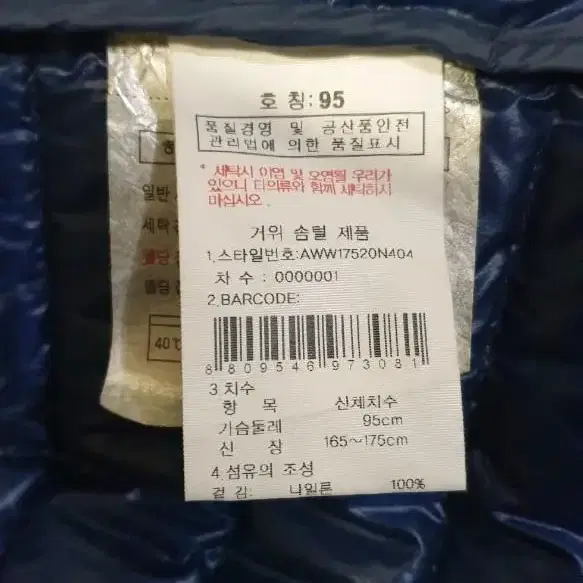 호 칭: 95
품질경영 및 공산품안전
관리법에 의한 품질표시
* 세탁시 이염 및 오염될 우려가
있으니 타의류와 함께 세탁하시
마십시오.
거위 솜털 제품
1.스타일번호:AWW17520N404
차 수 : 0000001
2.BARCODE:
8 809546 973081
3 치수
항 목 신체치수
가슴둘레 95cm
신 장 165~175cm
4.섬유의 조성
겉 감: 나일론 100%
일반
세탁
물담
40℃